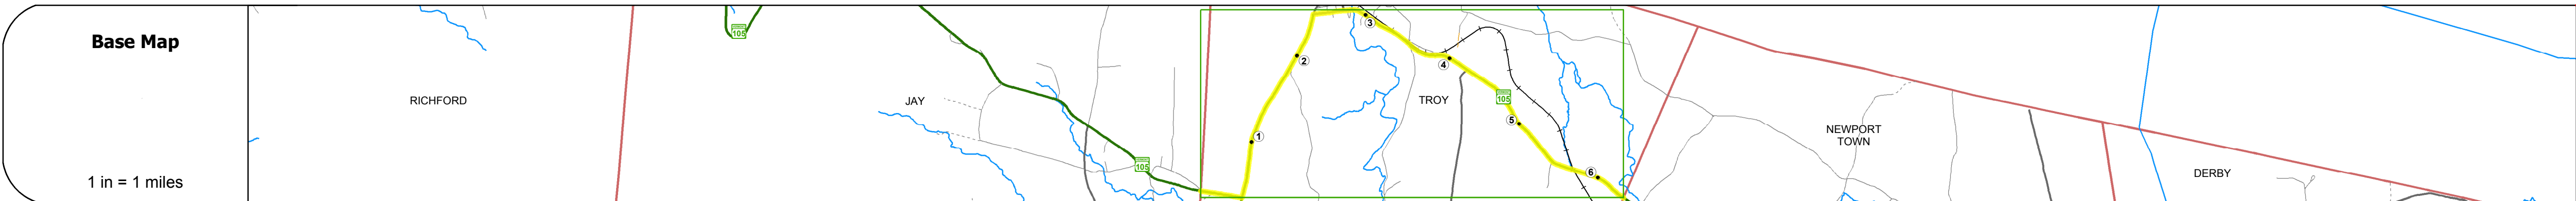 Base Map
1 in = 1 miles
RICHFORD
105
JAY
105
1
2
3
4
TROY
105
5
6
NEWPORT
TOWN
DERBY